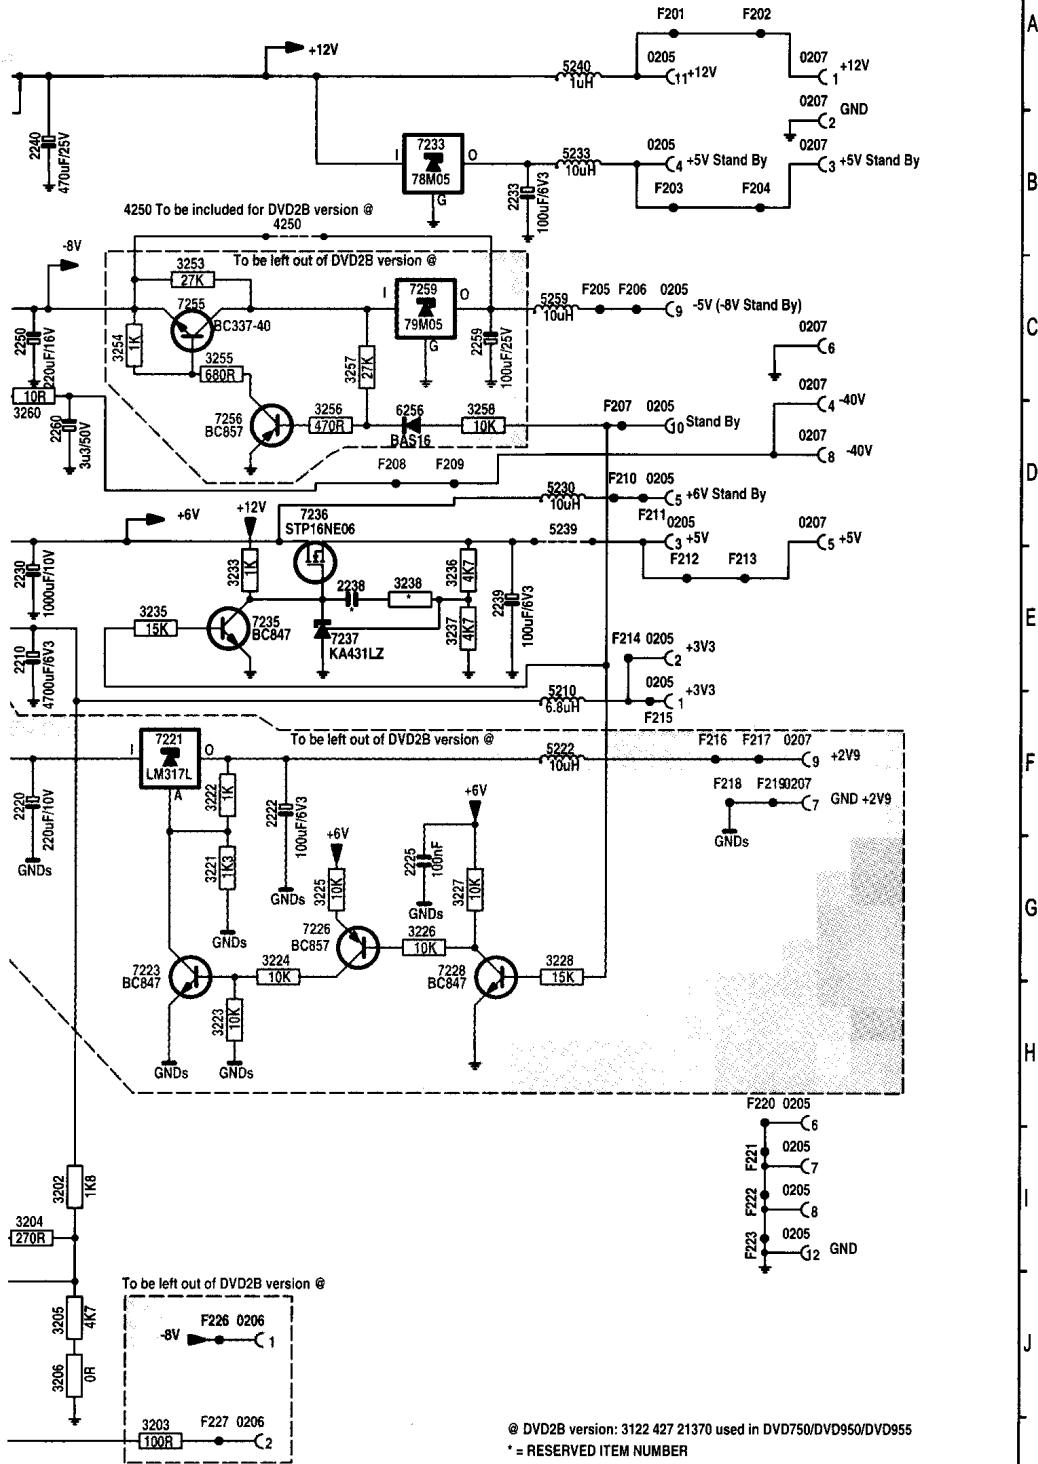 F201 F202 A
+12V
5240 0205 0207
1uH 11 +12V 1 +12V
0207 GND
2
2240
470uF/25V
7233
I O
78M05
G
5233 0205 0207
10uH 4 +5V Stand By 3 +5V Stand By
B
2233
100uF/6V3
F203 F204
4250 To be included for DVD2B version @
4250
-8V
To be left out of DVD2B version @
3253
27K
7259
I O
79M05
G
5259 F205 F206 0205
10uH 9 -5V (-8V Stand By)
C
7255
BC337-40
2250
220uF/16V
3254
1K
3255
680R
3257
27K
2259
100uF/25V
0207
6
10R
3260
2260
3u3/50V
7256
BC857
3256
470R
6256
BAS16
3258
10K
F207 0205
10 Stand By
0207 -40V
4
0207 -40V
8
F208 F209
D
5230 F210 0205
10uH 5 +6V Stand By
F211
+6V
+12V
7236
STP16NE06
5239
0205
3 +5V
0207
5 +5V
F212 F213
2230
1000uF/10V
3233
1K
2238
*
3238
*
3236
4K7
2239
100uF/6V3
E
3235
15K
7235
BC847
7237
KA431LZ
3237
4K7
2210
4700uF/6V3
F214 0205
2 +3V3
5210 0205
6.8uH 1 +3V3
F215
To be left out of DVD2B version @
7221
I O
LM317L
A
5222 F216 F217 0207
10uH 9 +2V9
F
2220
220uF/10V
GNDs
3222
1K
2222
100uF/6V3
F218 F219 0207
7 GND +2V9
GNDs
+6V
+6V
3221
1K3
GNDs
GNDs
3225
10K
2225
100nF
GNDs
3227
10K
G
7226
BC857
3226
10K
7223
BC847
3224
10K
7228
BC847
3228
15K
3223
10K
GNDs GNDs
H
F220 0205
6
F221 0205
7
F222 0205
8
F223 0205
12 GND
I
3202
1K8
3204
270R
To be left out of DVD2B version @
3205
4K7
-8V F226 0206
1
J
3206
0R
3203 F227 0206
100R 2
@ DVD2B version: 3122 427 21370 used in DVD750/DVD950/DVD955
* = RESERVED ITEM NUMBER